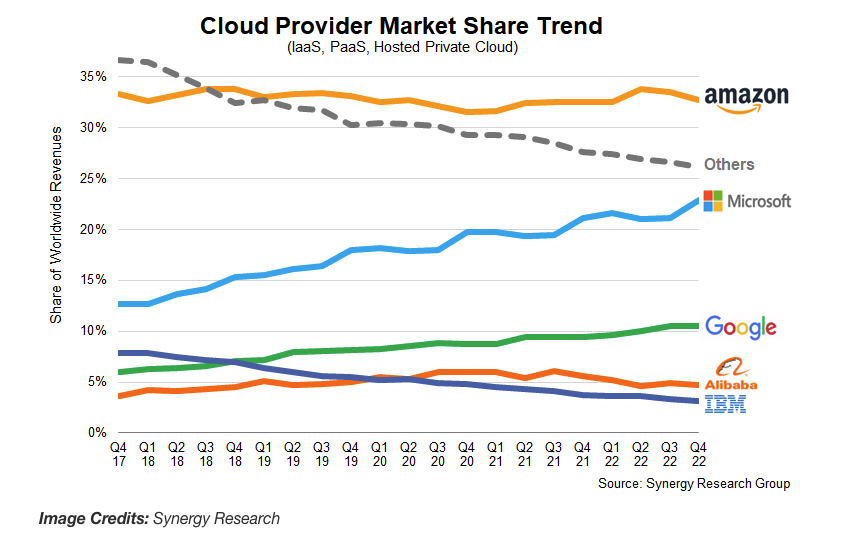 Cloud Provider Market Share Trend
(IaaS, PaaS, Hosted Private Cloud)
Share of Worldwide Revenues
35%
30%
25%
20%
15%
10%
5%
0%
amazon
Others
Microsoft
Google
Alibaba
IBM
Q4 Q1 Q2 Q3 Q4 Q1 Q2 Q3 Q4 Q1 Q2 Q3 Q4 Q1 Q2 Q3 Q4 Q1 Q2 Q3 Q4
17 18 18 18 18 19 19 19 19 20 20 20 20 21 21 21 21 22 22 22 22
Source: Synergy Research Group
Image Credits: Synergy Research